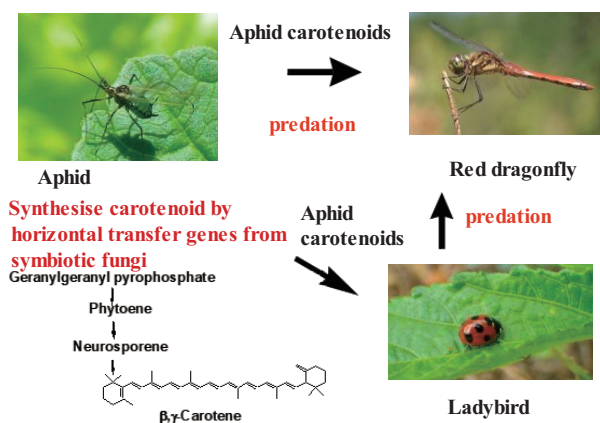 Aphid carotenoids
predation
Aphid
Red dragonfly
Synthesise carotenoid by
horizontal transfer genes from
symbiotic fungi
Aphid
carotenoids
predation
Geranylgeranyl pyrophosphate
Phytoene
Neurosporene
β,γ-Carotene
Ladybird